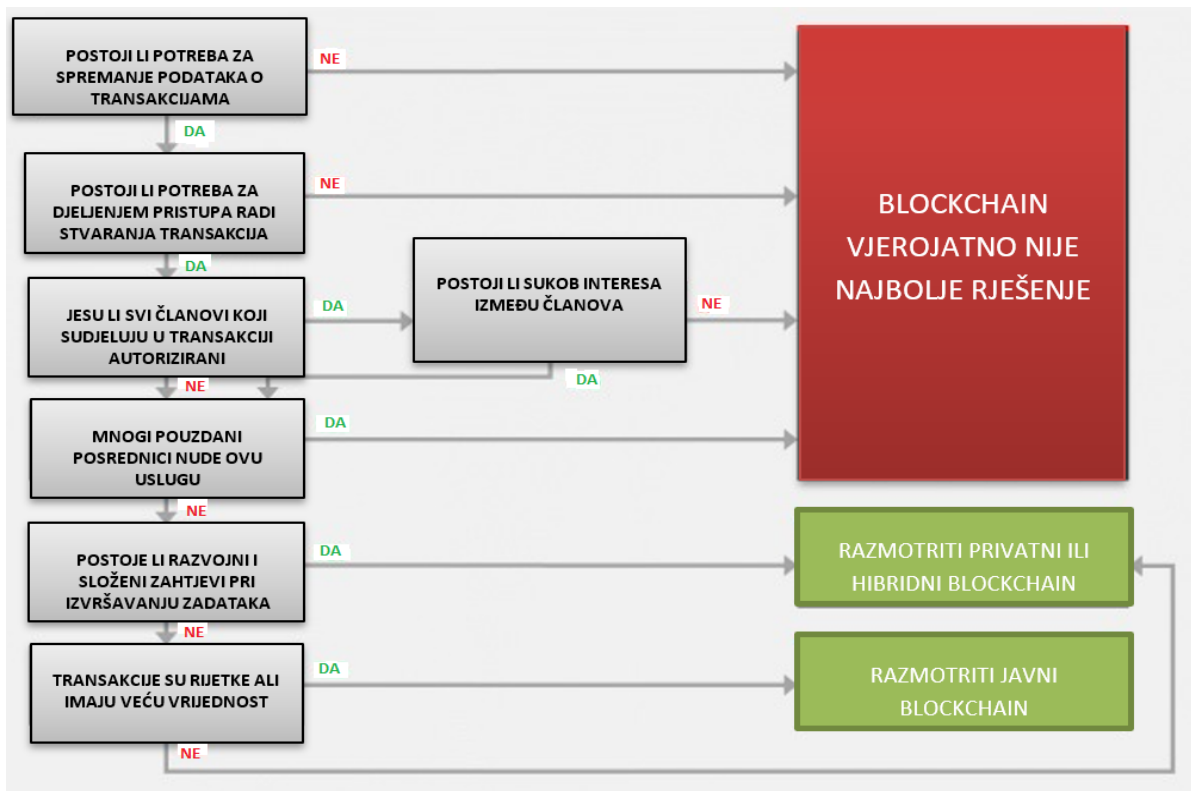 POSTOJI LI POTREBA ZA
SPREMANJE PODATAKA O
TRANSAKCIJAMA
NE
DA
POSTOJI LI POTREBA ZA
DJELJENJEM PRISTUPA RADI
STVARANJA TRANSAKCIJA
NE
DA
JESU LI SVI ČLANOVI KOJI
SUDJELUJU U TRANSAKCIJI
AUTORIZIRANI
DA
NE
POSTOJI LI SUKOB INTERESA
IZMEĐU ČLANOVA
NE
DA
MNOGI POUZDANI
POSREDNICI NUDE OVU
USLUGU
DA
NE
POSTOJE LI RAZVOJNI I
SLOŽENI ZAHTJEVI PRI
IZVRŠAVANJU ZADATAKA
DA
NE
TRANSAKCIJE SU RIJETKE ALI
IMAJU VEĆU VRIJEDNOST
DA
NE
BLOCKCHAIN
VJEROJATNO NIJE
NAJBOLJE RJEŠENJE
RAZMOTRITI PRIVATNI ILI
HIBRIDNI BLOCKCHAIN
RAZMOTRITI JAVNI
BLOCKCHAIN